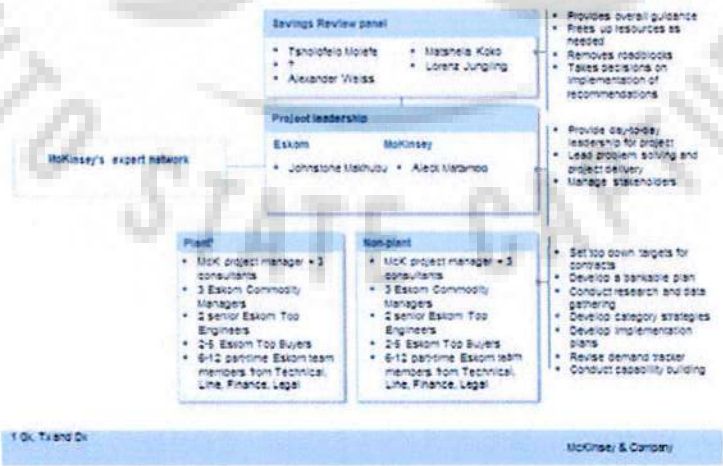 Savings Review panel
• Tsholofelo Molefe
• ?
• Alexander Weiss
• Matshela Koko
• Lorenz Jungling
• Provides overall guidance
• Frees up resources as
needed
• Removes roadblocks
• Takes decisions on
implementation of
recommendations
Project leadership
Eskom
McKinsey
• Johnstone Makhubu
• Aleck Matambo
McKinsey's expert network
• Provide day-to-day
leadership for project
• Lead problem solving and
project delivery
• Manage stakeholders
Plant¹
• McK project manager + 3
consultants
• 3 Eskom Commodity
Managers
• 2 senior Eskom Top
Engineers
• 2-5 Eskom Top Buyers
• 6-12 part-time Eskom team
members from Technical,
Line, Finance, Legal
Non-plant
• McK project manager + 3
consultants
• 3 Eskom Commodity
Managers
• 2 senior Eskom Top
Engineers
• 2-5 Eskom Top Buyers
• 6-12 part-time Eskom team
members from Technical,
Line, Finance, Legal
• Set top down targets for
contracts
• Develop a bankable plan
• Conduct research and data
gathering
• Develop category strategies
• Develop implementation
plans
• Revise demand tracker
• Conduct capability building
1 Gx, Tx and Dx
McKinsey & Company
TO STATE CAPTU